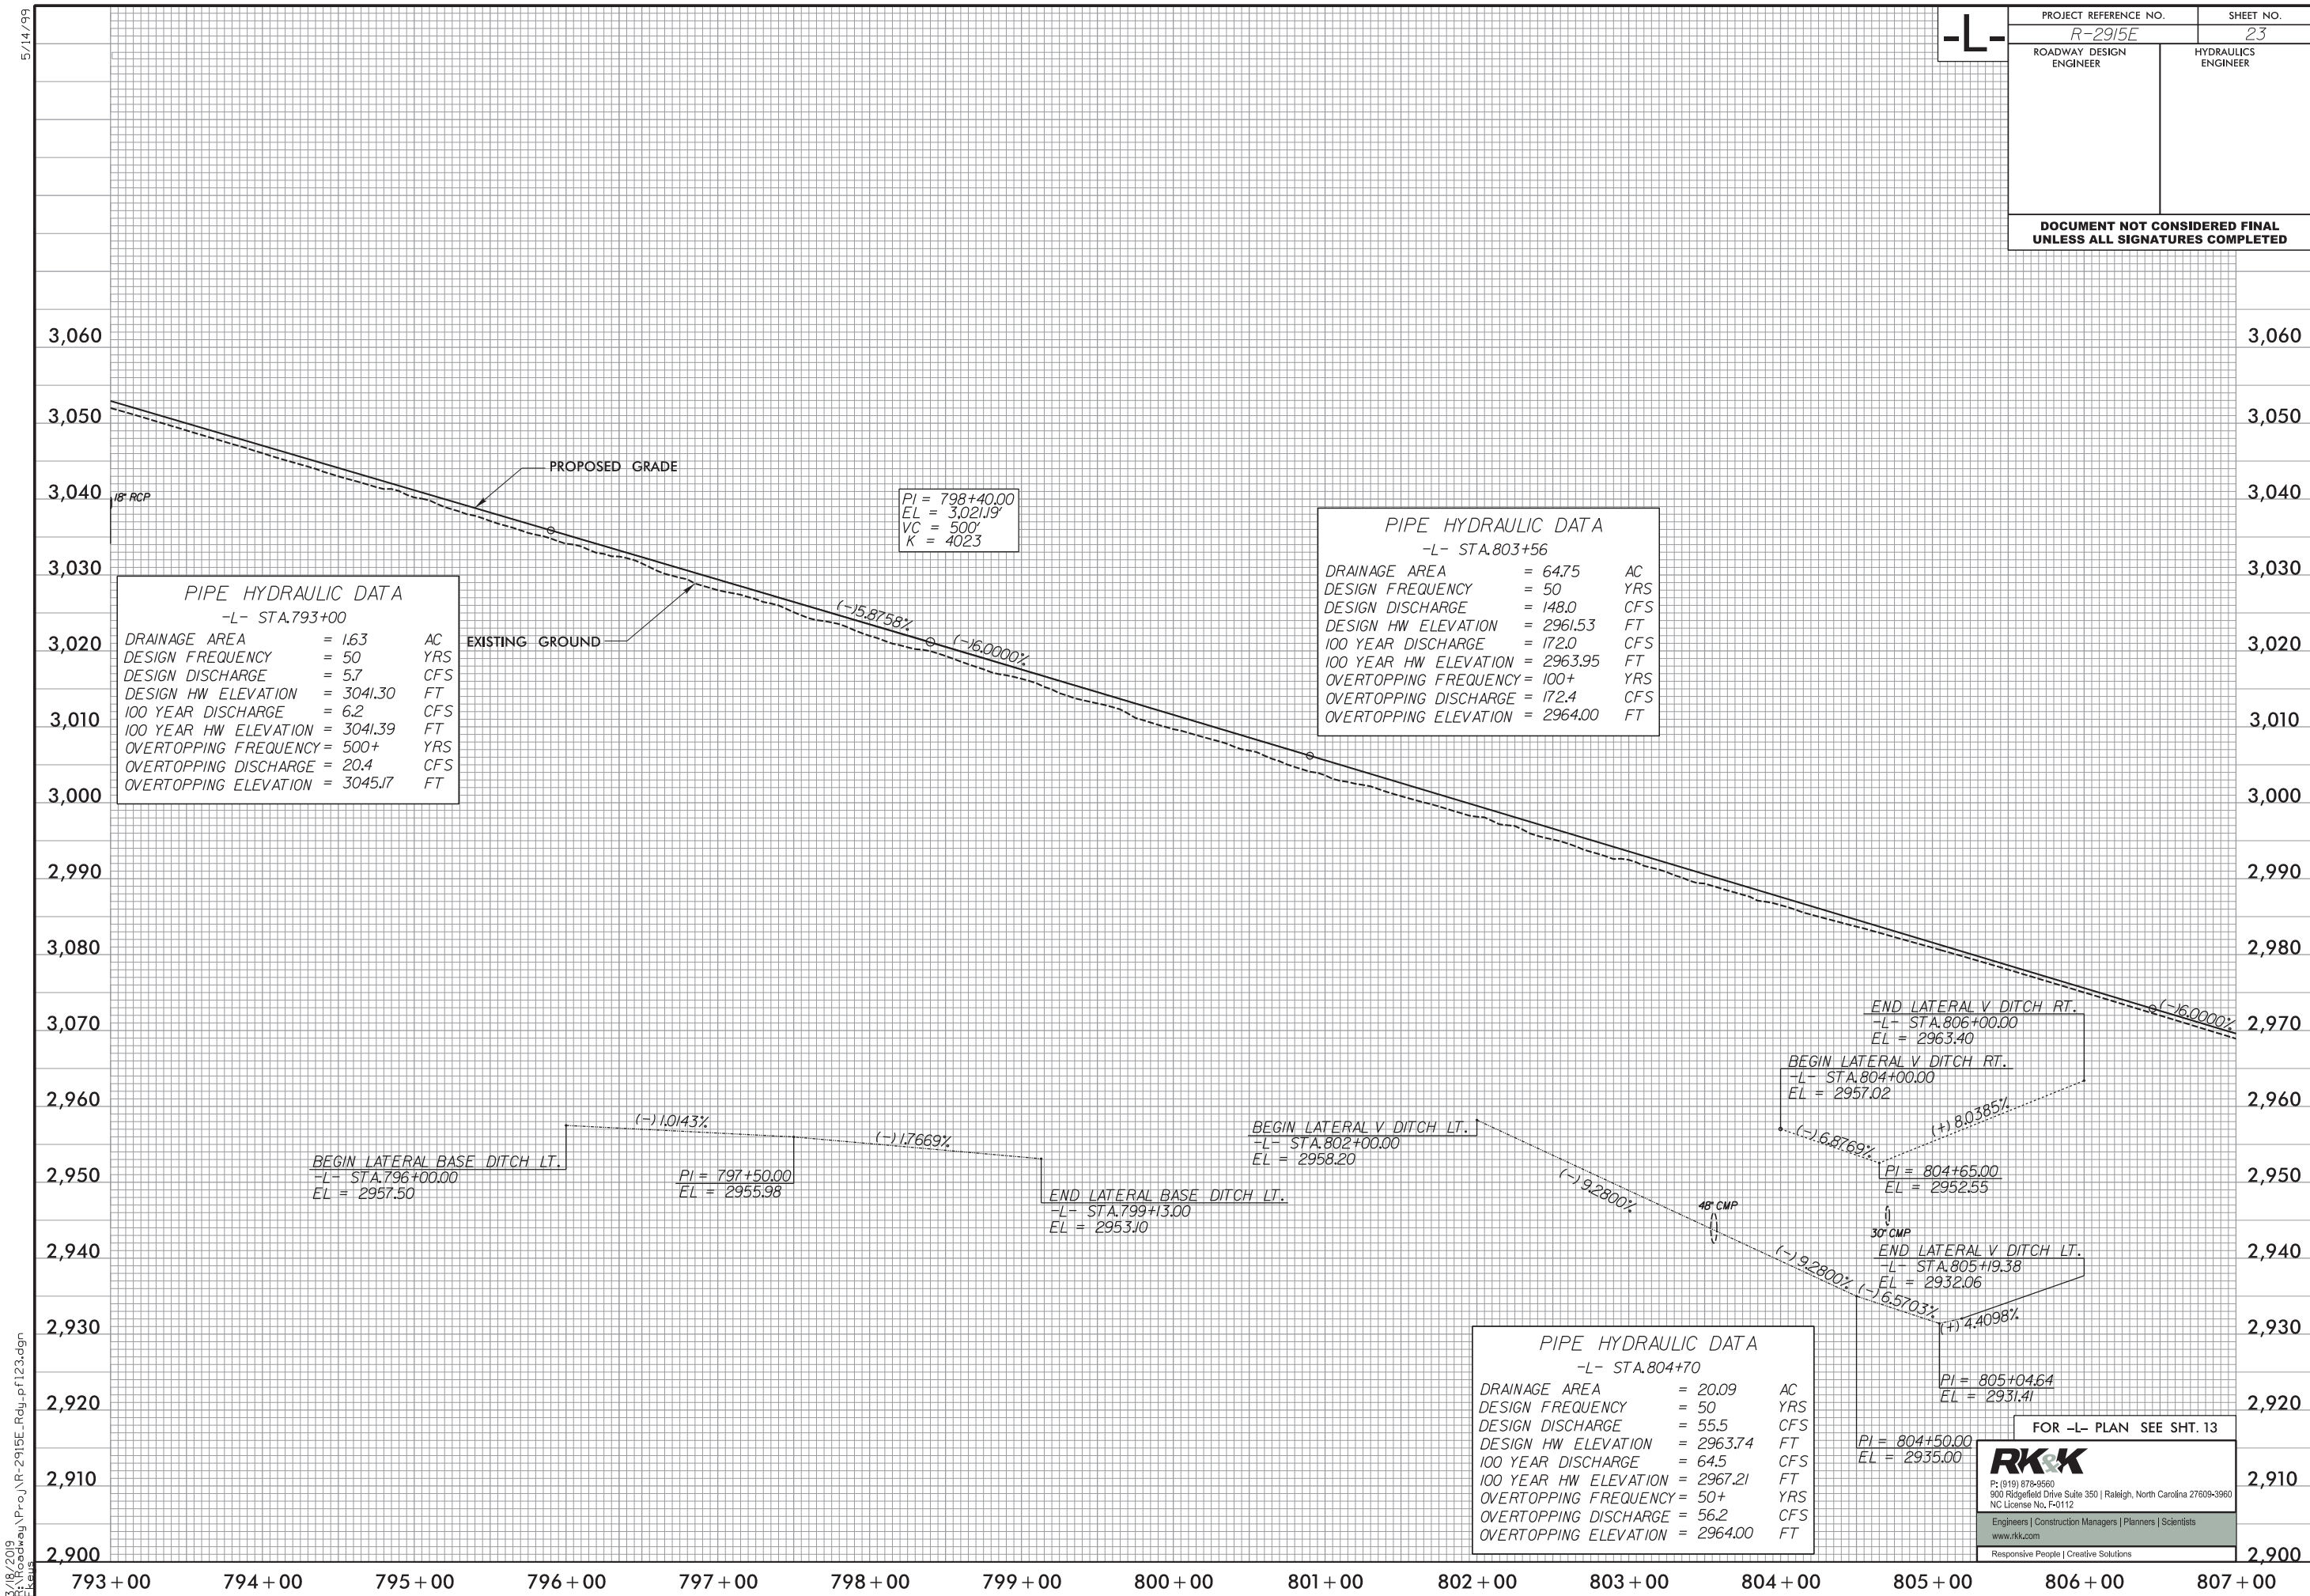 5/14/99
-L-
PROJECT REFERENCE NO.
SHEET NO.
R-2915E
23
ROADWAY DESIGN
ENGINEER
HYDRAULICS
ENGINEER
DOCUMENT NOT CONSIDERED FINAL
UNLESS ALL SIGNATURES COMPLETED
3,060
3,050
3,040
3,030
3,020
3,010
3,000
2,990
3,080
3,070
2,960
2,950
2,940
2,930
2,920
2,910
2,900
3,060
3,050
3,040
3,030
3,020
3,010
3,000
2,990
2,980
2,970
2,960
2,950
2,940
2,930
2,920
2,910
2,900
PROPOSED GRADE
18" RCP
PI = 798+40.00
EL = 3,021.19'
VC = 500'
K = 4023
PIPE HYDRAULIC DATA
-L- STA.793+00
DRAINAGE AREA = 1.63 AC
DESIGN FREQUENCY = 50 YRS
DESIGN DISCHARGE = 5.7 CFS
DESIGN HW ELEVATION = 3041.30 FT
100 YEAR DISCHARGE = 6.2 CFS
100 YEAR HW ELEVATION = 3041.39 FT
OVERTOPPING FREQUENCY = 500+ YRS
OVERTOPPING DISCHARGE = 20.4 CFS
OVERTOPPING ELEVATION = 3045.17 FT
EXISTING GROUND
(-)5.8758%
(-)6.0000%
PIPE HYDRAULIC DATA
-L- STA.803+56
DRAINAGE AREA = 64.75 AC
DESIGN FREQUENCY = 50 YRS
DESIGN DISCHARGE = 148.0 CFS
DESIGN HW ELEVATION = 2961.53 FT
100 YEAR DISCHARGE = 172.0 CFS
100 YEAR HW ELEVATION = 2963.95 FT
OVERTOPPING FREQUENCY = 100+ YRS
OVERTOPPING DISCHARGE = 172.4 CFS
OVERTOPPING ELEVATION = 2964.00 FT
END LATERAL V DITCH RT.
-L- STA.806+00.00
EL = 2963.40
(-)6.0000%
BEGIN LATERAL V DITCH RT.
-L- STA.804+00.00
EL = 2957.02
(-)6.8769%
(+)8.0385%
PI = 804+65.00
EL = 2952.55
(-)1.0143%
(-)1.7669%
BEGIN LATERAL BASE DITCH LT.
-L- STA.796+00.00
EL = 2957.50
PI = 797+50.00
EL = 2955.98
END LATERAL BASE DITCH LT.
-L- STA.799+13.00
EL = 2953.10
BEGIN LATERAL V DITCH LT.
-L- STA.802+00.00
EL = 2958.20
(-)9.2800%
48" CMP
30" CMP
END LATERAL V DITCH LT.
-L- STA.805+19.38
EL = 2932.06
(-)9.2800%
(-)6.5703%
(+)4.4098%
PI = 805+04.64
EL = 2931.41
PI = 804+50.00
EL = 2935.00
PIPE HYDRAULIC DATA
-L- STA.804+70
DRAINAGE AREA = 20.09 AC
DESIGN FREQUENCY = 50 YRS
DESIGN DISCHARGE = 55.5 CFS
DESIGN HW ELEVATION = 2963.74 FT
100 YEAR DISCHARGE = 64.5 CFS
100 YEAR HW ELEVATION = 2967.21 FT
OVERTOPPING FREQUENCY = 50+ YRS
OVERTOPPING DISCHARGE = 56.2 CFS
OVERTOPPING ELEVATION = 2964.00 FT
FOR -L- PLAN SEE SHT. 13
RK&K
P: (919) 878-9560
900 Ridgefield Drive Suite 350 | Raleigh, North Carolina 27609-3960
NC License No. F-0112
Engineers | Construction Managers | Planners | Scientists
www.rkk.com
Responsive People | Creative Solutions
793+00
794+00
795+00
796+00
797+00
798+00
799+00
800+00
801+00
802+00
803+00
804+00
805+00
806+00
807+00
\Roadway\Proj\R-2915E_Rdy_pfl23.dgn